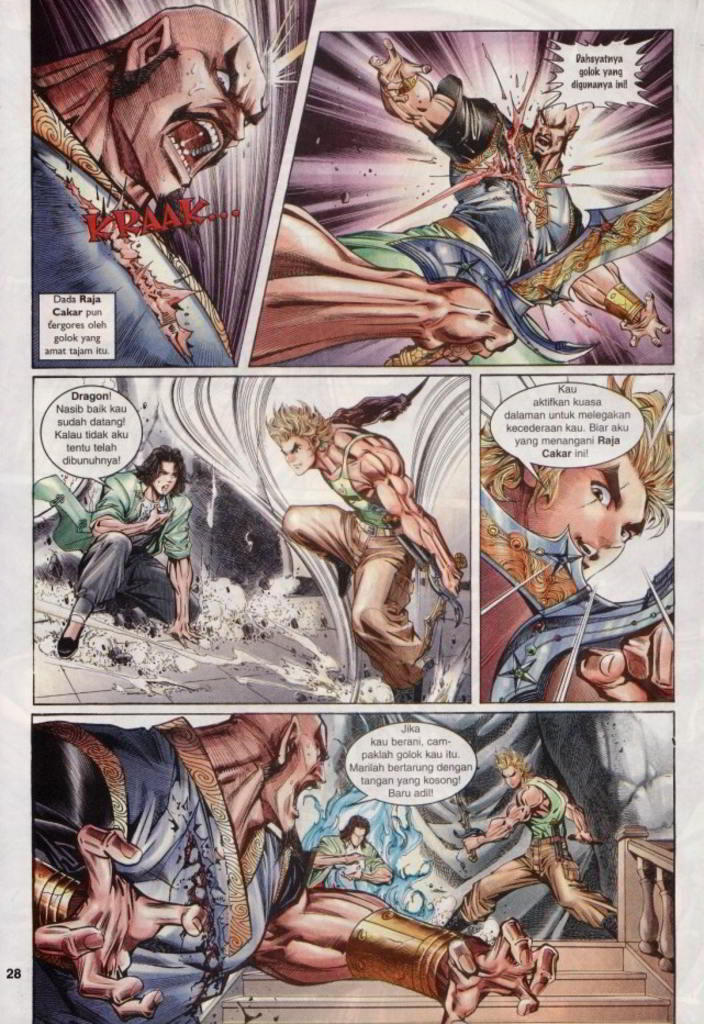 KRAAK...
Dada Raja
Cakar pun
tergores oleh
golok yang
amat tajam itu.
Dahsyatnya
golok yang
digunanya ini!
Dragon!
Nasib baik kau
sudah datang!
Kalau tidak aku
tentu telah
dibunuhnya!
Kau
aktifkan kuasa
dalaman untuk melegakan
kecederaan kau. Biar aku
yang menangani Raja
Cakar ini!
Jika
kau berani, cam-
paklah golok kau itu.
Marilah bertarung dengan
tangan yang kosong!
Baru adil!
28